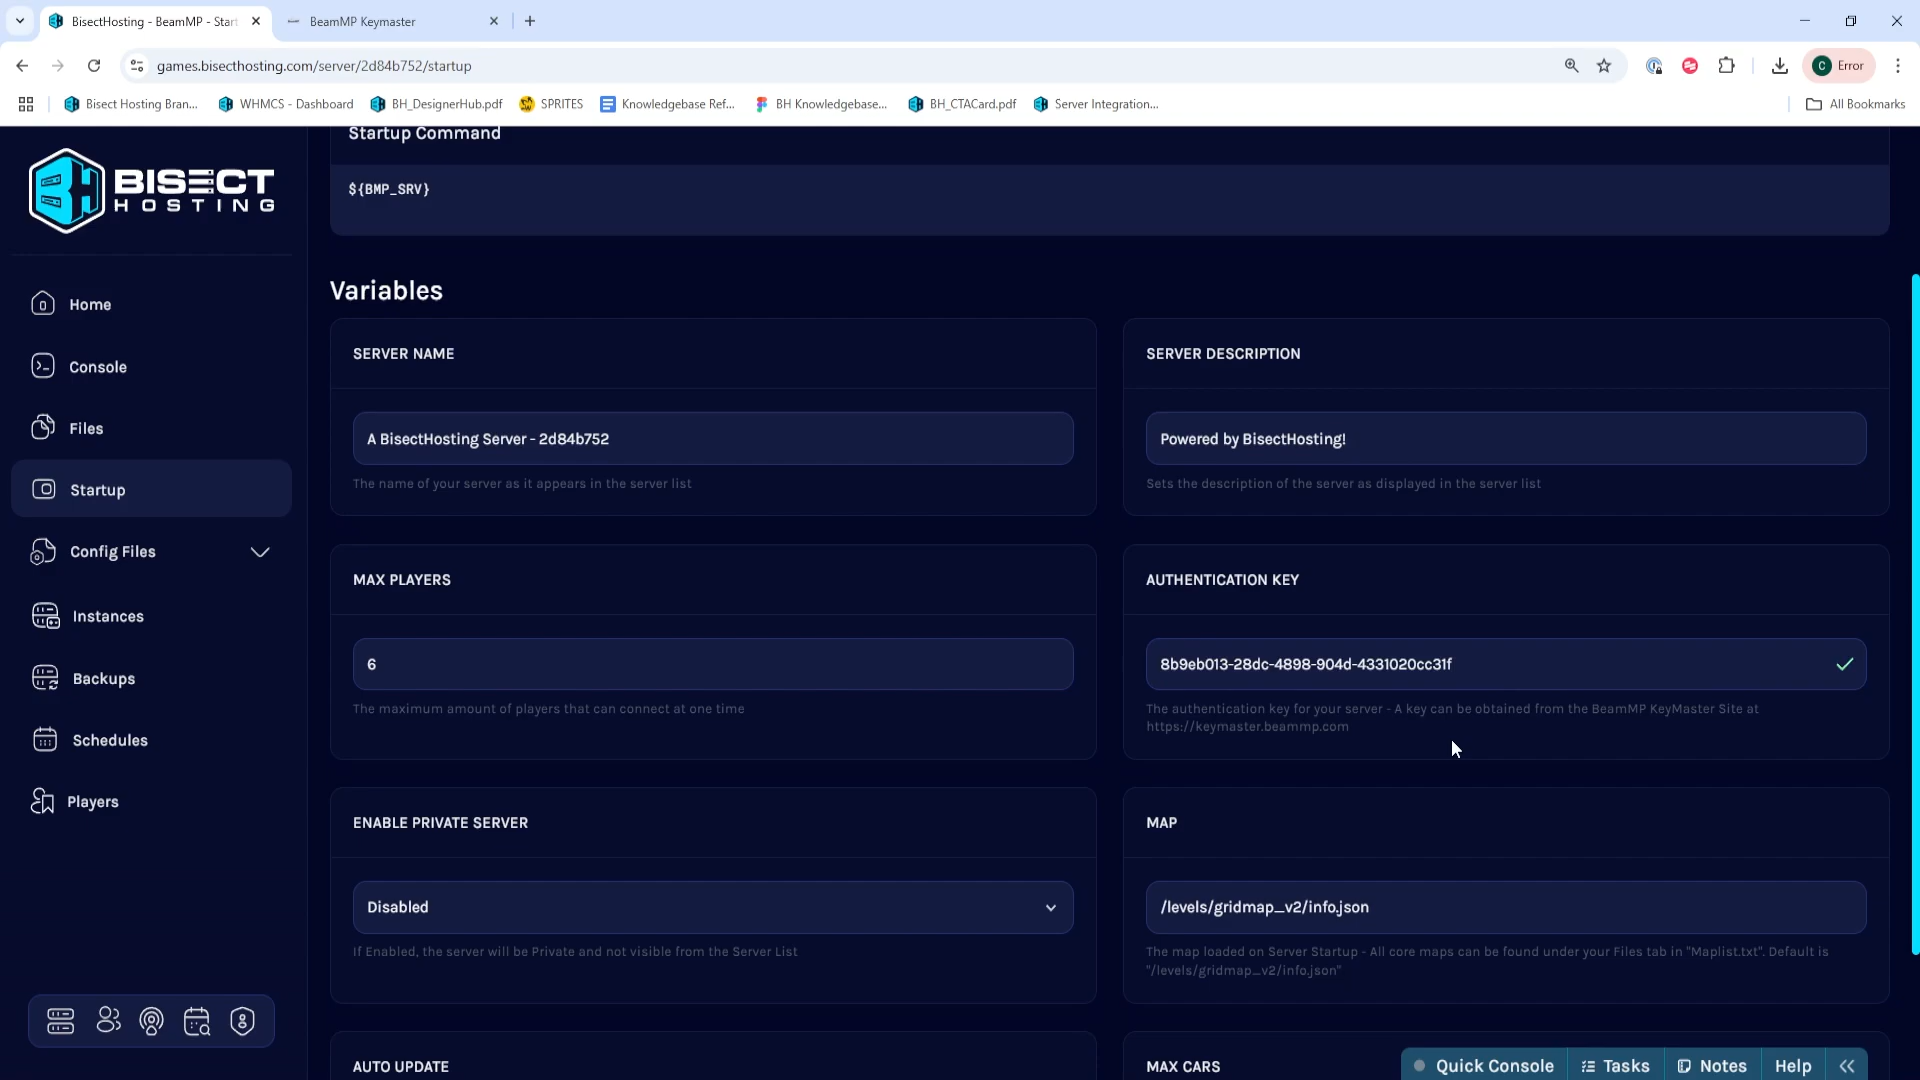 BisectHosting - BeamMP - Start
BeamMP Keymaster
games.bisecthosting.com/server/2d84b752/startup
C Error
Bisect Hosting Bran...
WHMCS - Dashboard
BH_DesignerHub.pdf
SPRITES
Knowledgebase Ref...
BH Knowledgebase...
BH_CTACard.pdf
Server Integration...
All Bookmarks
BISECT
HOSTING
Home
Console
Files
Startup
Config Files
Instances
Backups
Schedules
Players
Startup Command
${BMP_SRV}
Variables
SERVER NAME
A BisectHosting Server - 2d84b752
The name of your server as it appears in the server list
SERVER DESCRIPTION
Powered by BisectHosting!
Sets the description of the server as displayed in the server list
MAX PLAYERS
6
The maximum amount of players that can connect at one time
AUTHENTICATION KEY
8b9eb013-28dc-4898-904d-4331020cc31f
The authentication key for your server - A key can be obtained from the BeamMP KeyMaster Site at
https://keymaster.beammp.com
ENABLE PRIVATE SERVER
Disabled
If Enabled, the server will be Private and not visible from the Server List
MAP
/levels/gridmap_v2/info.json
The map loaded on Server Startup - All core maps can be found under your Files tab in "Maplist.txt". Default is
"/levels/gridmap_v2/info.json"
AUTO UPDATE
MAX CARS
Quick Console
Tasks
Notes
Help